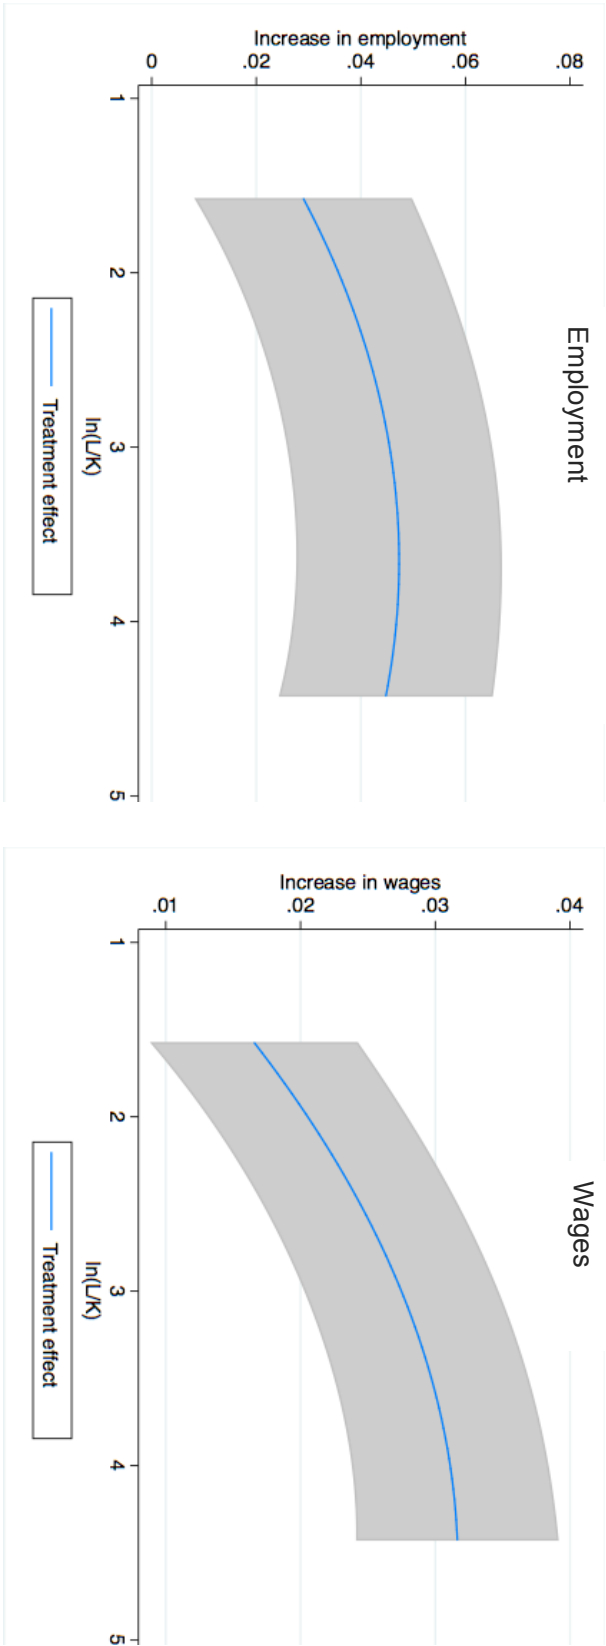 Employment
Increase in employment
0 .02 .04 .06 .08
1 2 3 4 5
ln(L/K)
Treatment effect
Wages
Increase in wages
.01 .02 .03 .04
1 2 3 4 5
ln(L/K)
Treatment effect